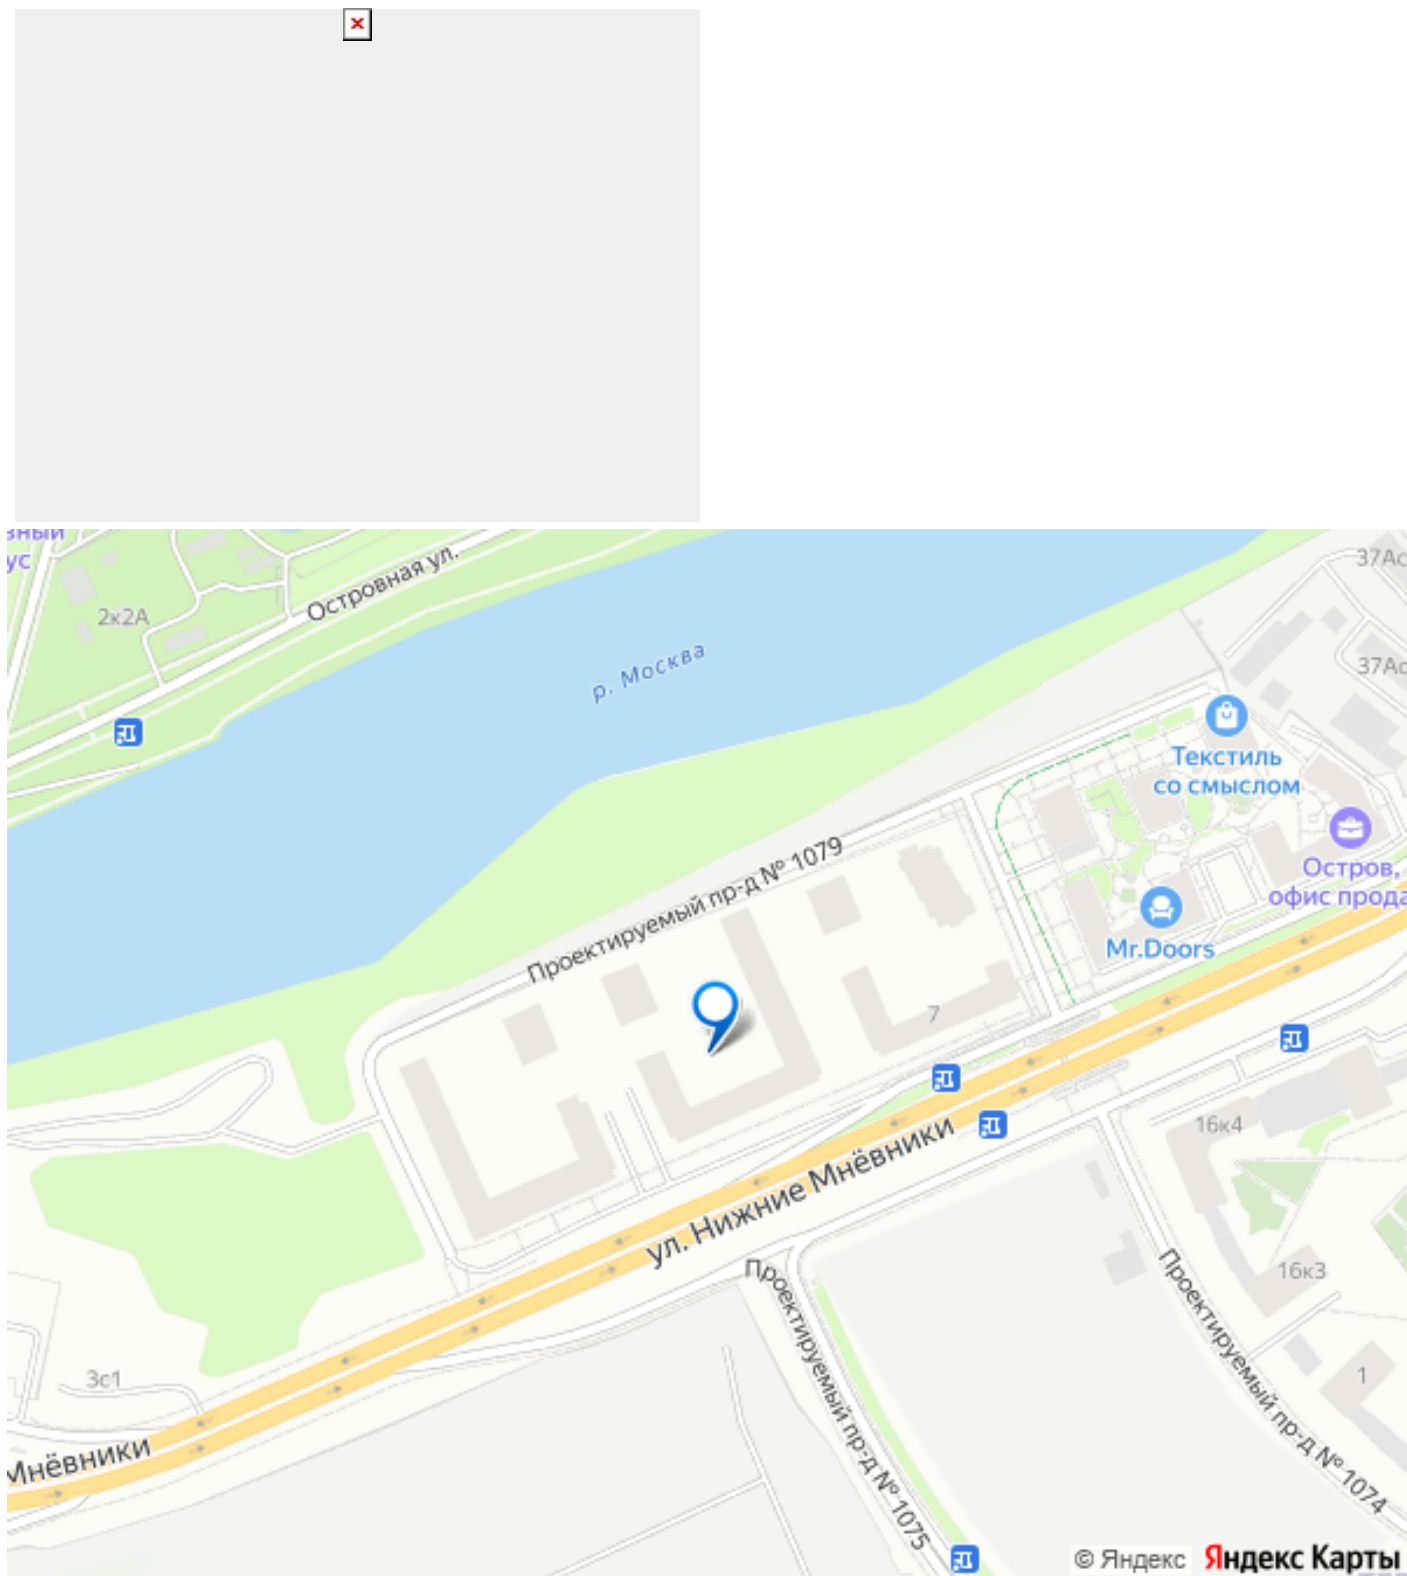 вный
ус
Островная ул.
37Ас
2к2А
р. Москва
37Ас
Текстиль
со смыслом
Проектируемый пр-д № 1079
Остров,
офис прода
Mr.Doors
7
ул. Нижние Мнёвники
16к4
Проектируемый пр-д № 1075
Проектируемый пр-д № 1074
16к3
3с1
1
Мнёвники
© Яндекс
Яндекс Карты